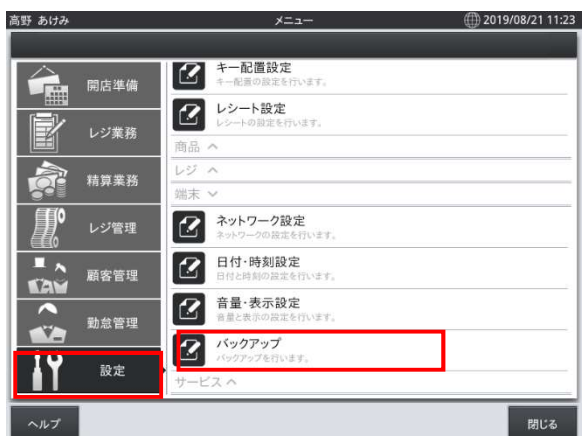 高野 あけみ
メニュー
2019/08/21 11:23
開店準備
レジ業務
精算業務
レジ管理
顧客管理
勤怠管理
設定
キー配置設定
キー配置の設定を行います。
レシート設定
レシートの設定を行います。
商品
レジ
端末
ネットワーク設定
ネットワークの設定を行います。
日付・時刻設定
日付と時刻の設定を行います。
音量・表示設定
音量と表示の設定を行います。
バックアップ
バックアップを行います。
サービス
ヘルプ
閉じる